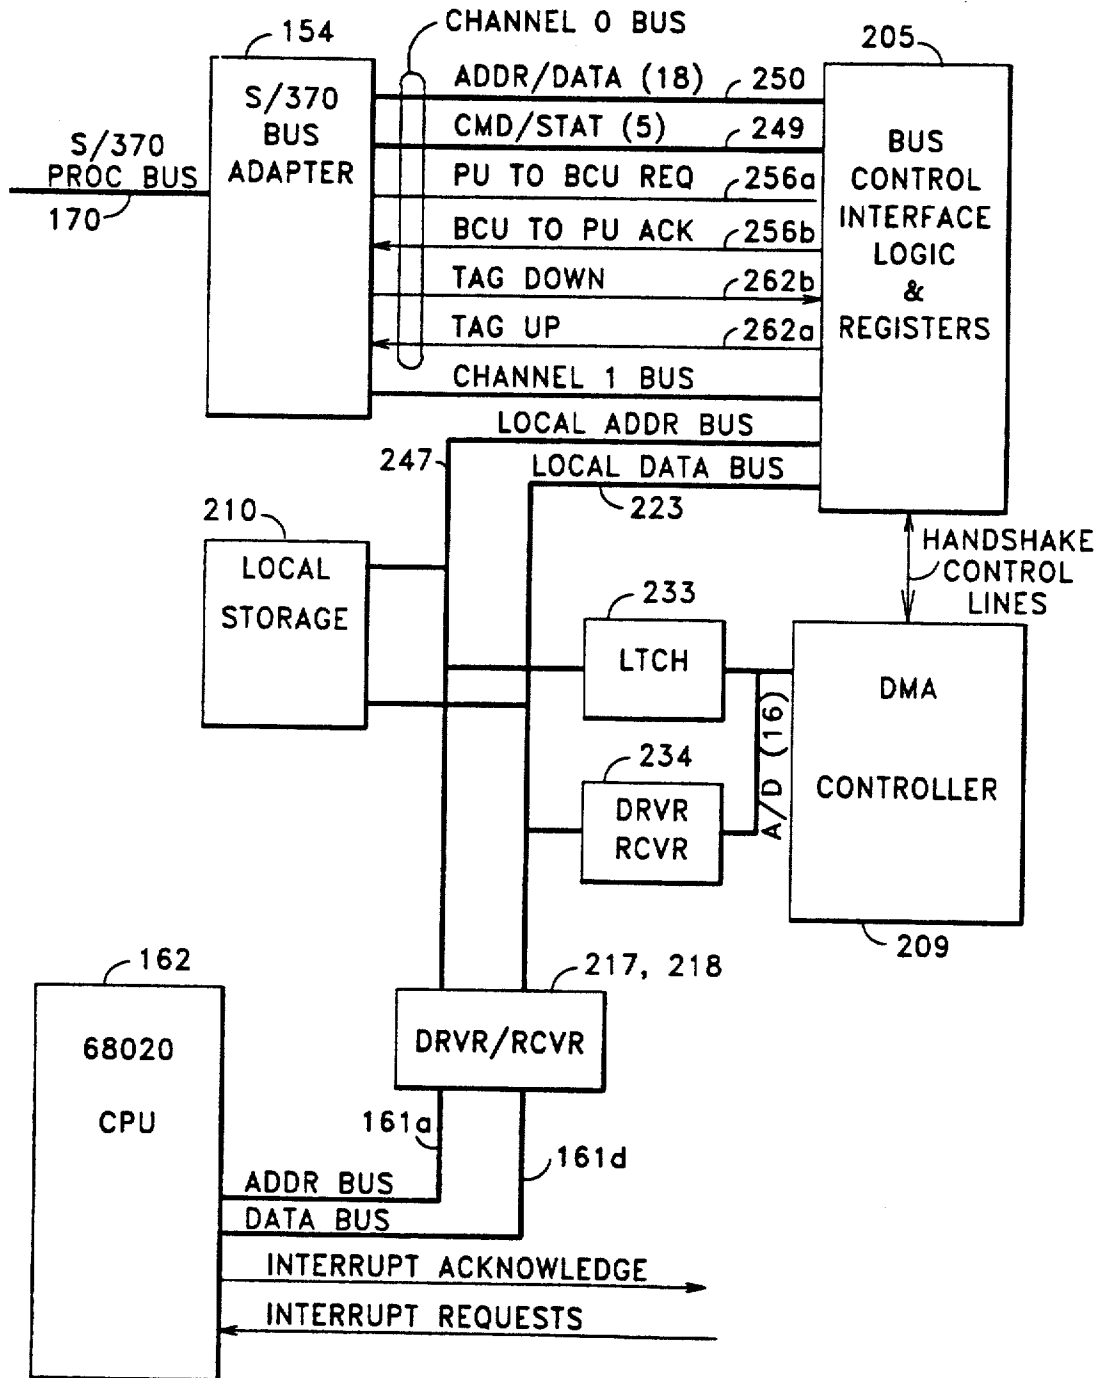 CHANNEL 0 BUS
154
205
S/370
BUS
ADAPTER
S/370
PROC BUS
170
ADDR/DATA (18)
250
CMD/STAT (5)
249
PU TO BCU REQ
256a
BCU TO PU ACK
256b
TAG DOWN
262b
TAG UP
262a
CHANNEL 1 BUS
BUS
CONTROL
INTERFACE
LOGIC
&
REGISTERS
LOCAL ADDR BUS
247
LOCAL DATA BUS
223
210
LOCAL
STORAGE
HANDSHAKE
CONTROL
LINES
233
LTCH
234
DRVR
RCVR
A/D (16)
DMA
CONTROLLER
209
162
68020
CPU
217, 218
DRVR/RCVR
161a
161d
ADDR BUS
DATA BUS
INTERRUPT ACKNOWLEDGE
INTERRUPT REQUESTS